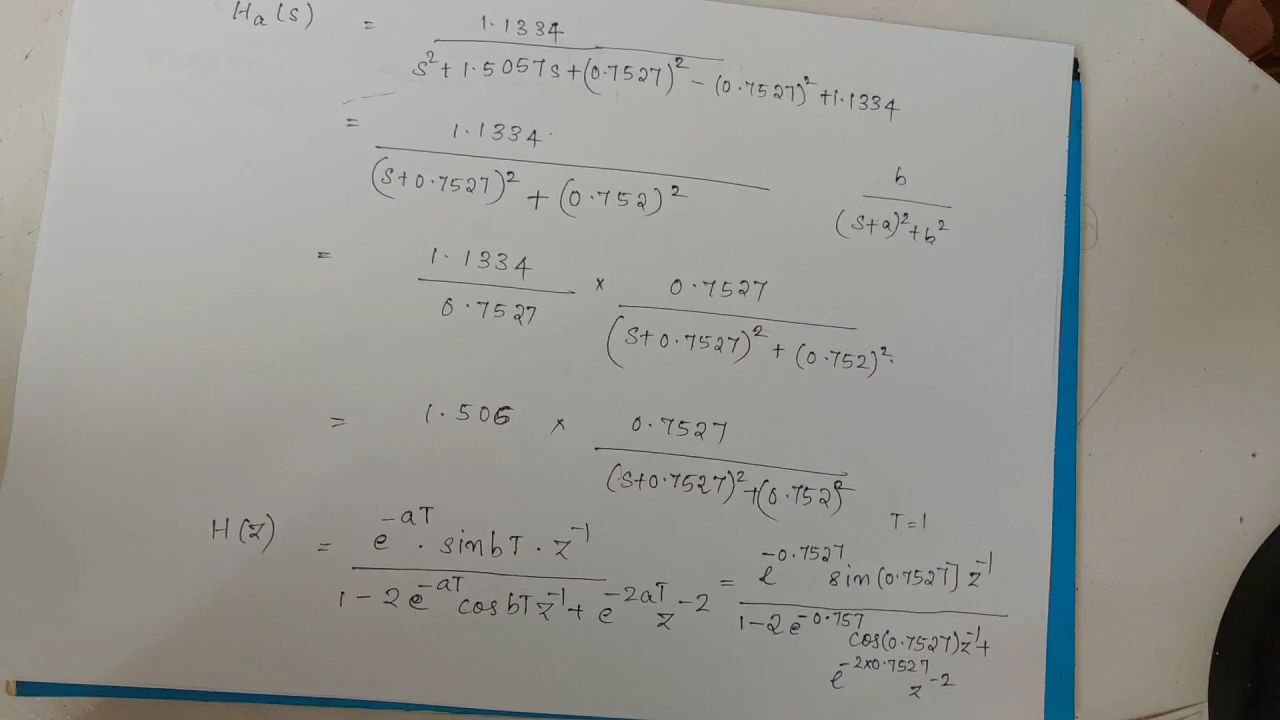 Ha(s) = 1.1334
s² + 1.5057s + (0.7527)² - (0.7527)² + 1.1334
= 1.1334
(s+0.7527)² + (0.752)²
b
(s+a)² + b²
= 1.1334 × 0.7527
0.7527 (s+0.7527)² + (0.752)²
= 1.506 × 0.7527
(s+0.7527)² + (0.752)²
T=1
H(z) = e^-aT . sinbT . z^-1 = e^-0.7527 sin(0.7527] z^-1
1-2e^-aT cosbT z^-1 + e^-2aT z^-2 1-2e^-0.757 cos(0.7527)z^-1 +
e^-2x0.7527 z^-2